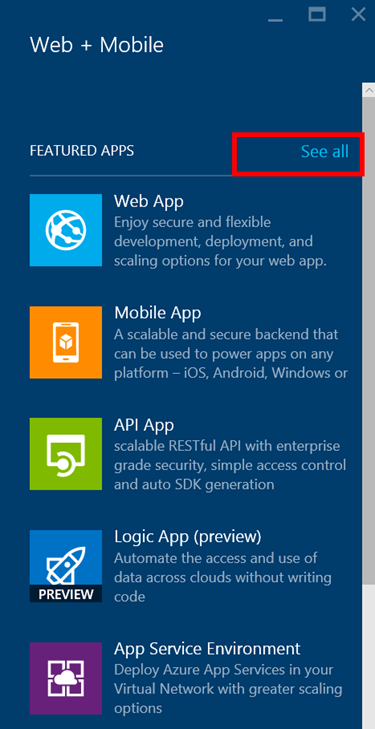 Web + Mobile
FEATURED APPS See all
Web App
Enjoy secure and flexible
development, deployment, and
scaling options for your web app.
Mobile App
A scalable and secure backend that
can be used to power apps on any
platform – iOS, Android, Windows or
API App
scalable RESTful API with enterprise
grade security, simple access control
and auto SDK generation
Logic App (preview)
Automate the access and use of
data across clouds without writing
code
PREVIEW
App Service Environment
Deploy Azure App Services in your
Virtual Network with greater scaling
options